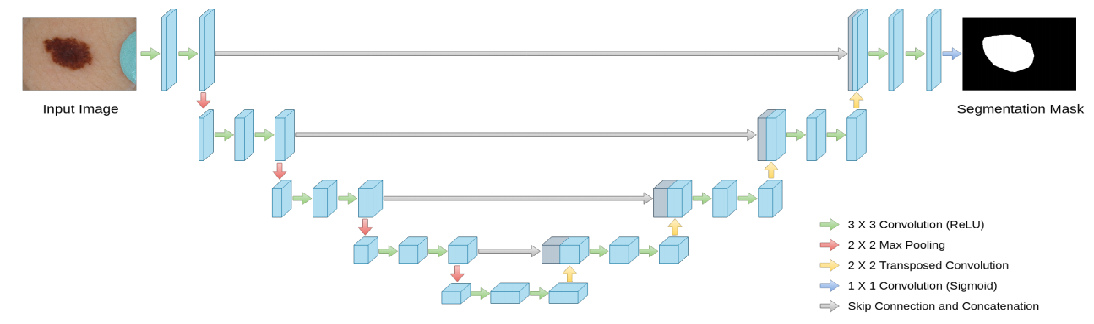 Input Image
Segmentation Mask
3 X 3 Convolution (ReLU)
2 X 2 Max Pooling
2 X 2 Transposed Convolution
1 X 1 Convolution (Sigmoid)
Skip Connection and Concatenation